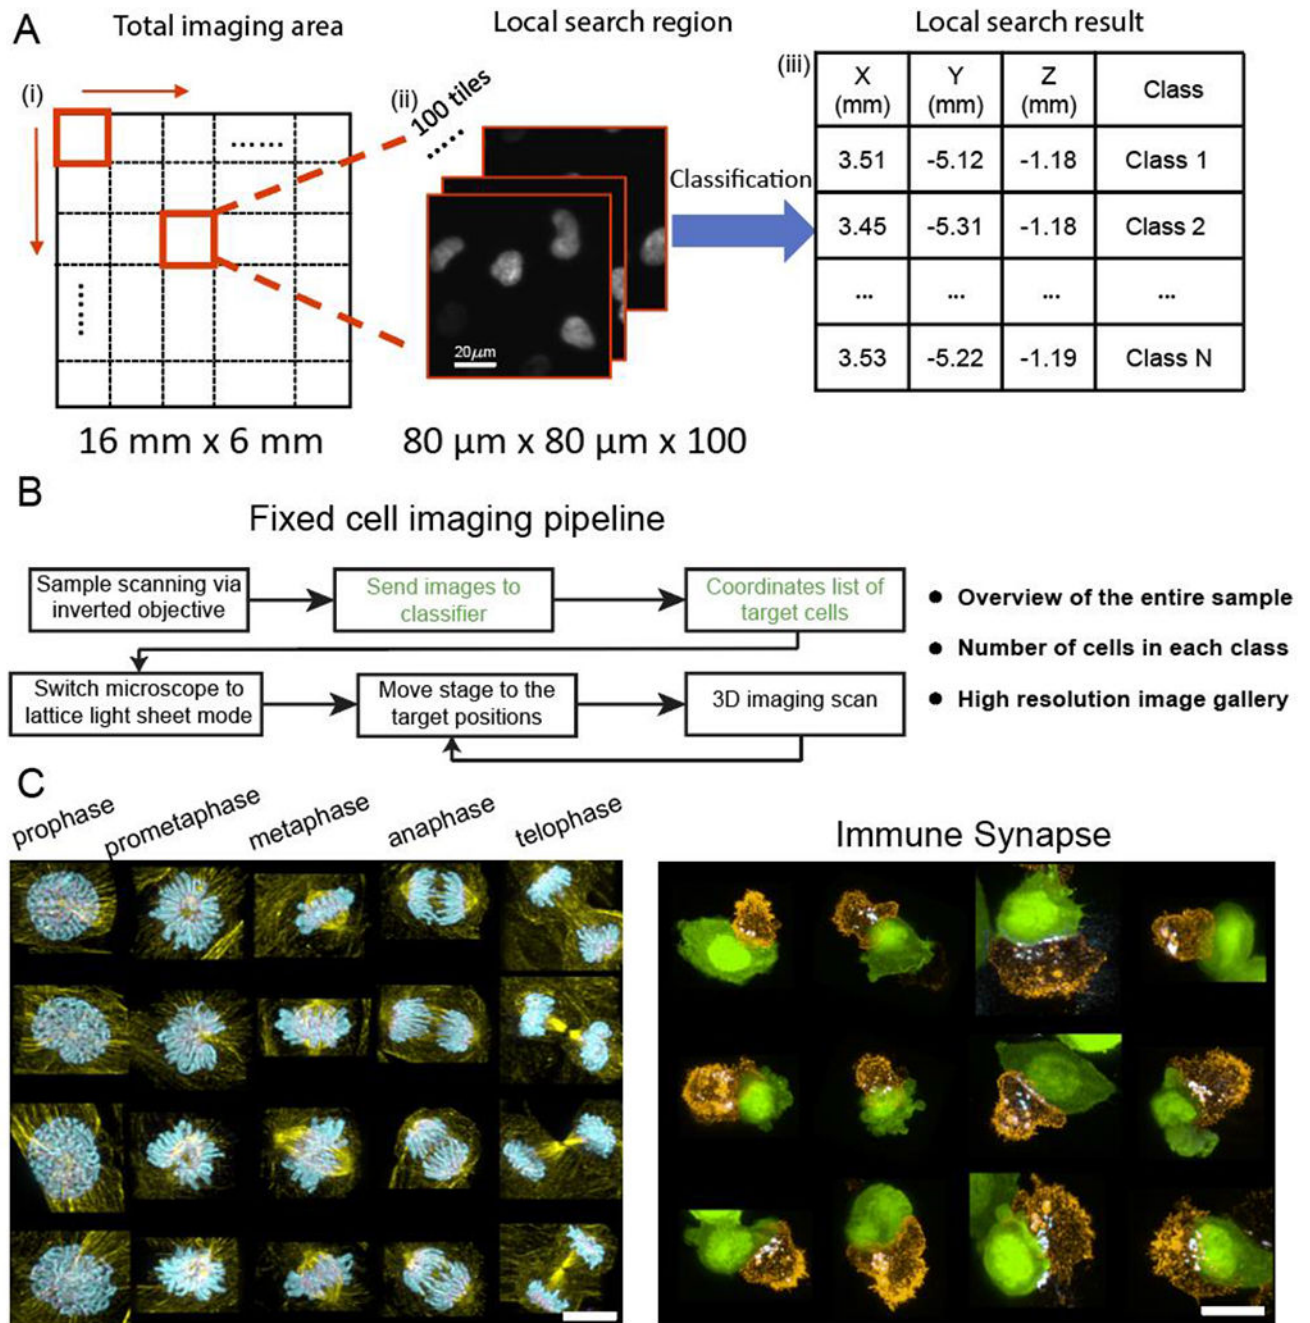 A
Total imaging area
Local search region
Local search result
(i)
(ii)
100 tiles
......
......
......
20μm
Classification
(iii)
X (mm) Y (mm) Z (mm) Class
3.51 -5.12 -1.18 Class 1
3.45 -5.31 -1.18 Class 2
... ... ... ...
3.53 -5.22 -1.19 Class N
16 mm x 6 mm
80 μm x 80 μm x 100
B
Fixed cell imaging pipeline
Sample scanning via
inverted objective
Send images to
classifier
Coordinates list of
target cells
Switch microscope to
lattice light sheet mode
Move stage to the
target positions
3D imaging scan
● Overview of the entire sample
● Number of cells in each class
● High resolution image gallery
C
prophase
prometaphase
metaphase
anaphase
telophase
Immune Synapse